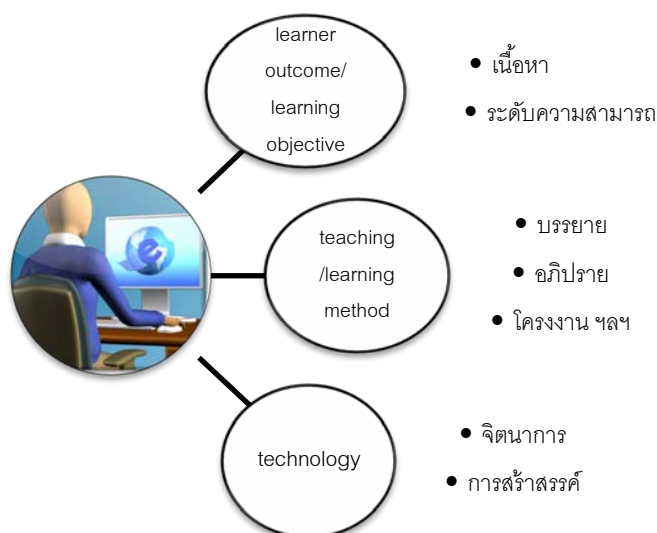 learner
outcome/
learning
objective
• เนื้อหา
• ระดับความสามารถ
teaching
/learning
method
• บรรยาย
• อภิปราย
• โครงงาน ฯลฯ
technology
• จิตนาการ
• การสร้าสรรค์